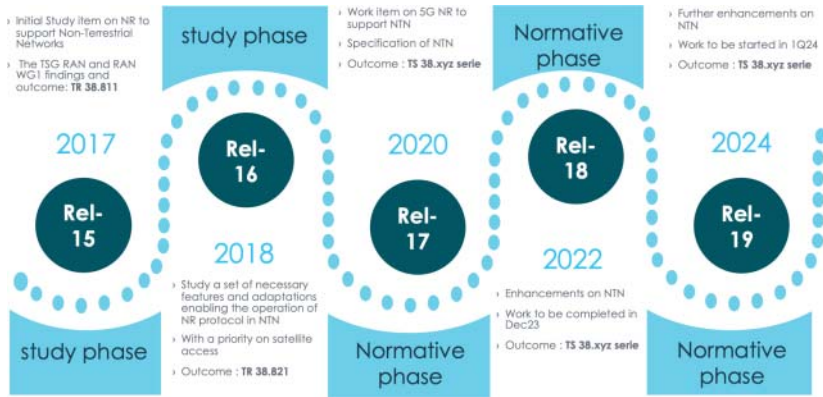 › Initial Study item on NR to
support Non-Terrestrial
Networks
› The TSG RAN and RAN
WG1 findings and
outcome: TR 38.811
2017
Rel-
15
study phase
study phase
Rel-
16
2018
› Study a set of necessary
features and adaptations
enabling the operation of
NR protocol in NTN
› With a priority on satellite
access
› Outcome : TR 38.821
› Work item on 5G NR to
support NTN
› Specification of NTN
› Outcome : TS 38.xyz serie
2020
Rel-
17
Normative
phase
Normative
phase
Rel-
18
2022
› Enhancements on NTN
› Work to be completed in
Dec23
› Outcome : TS 38.xyz serie
› Further enhancements on
NTN
› Work to be started in 1Q24
› Outcome : TS 38.xyz serie
2024
Rel-
19
Normative
phase